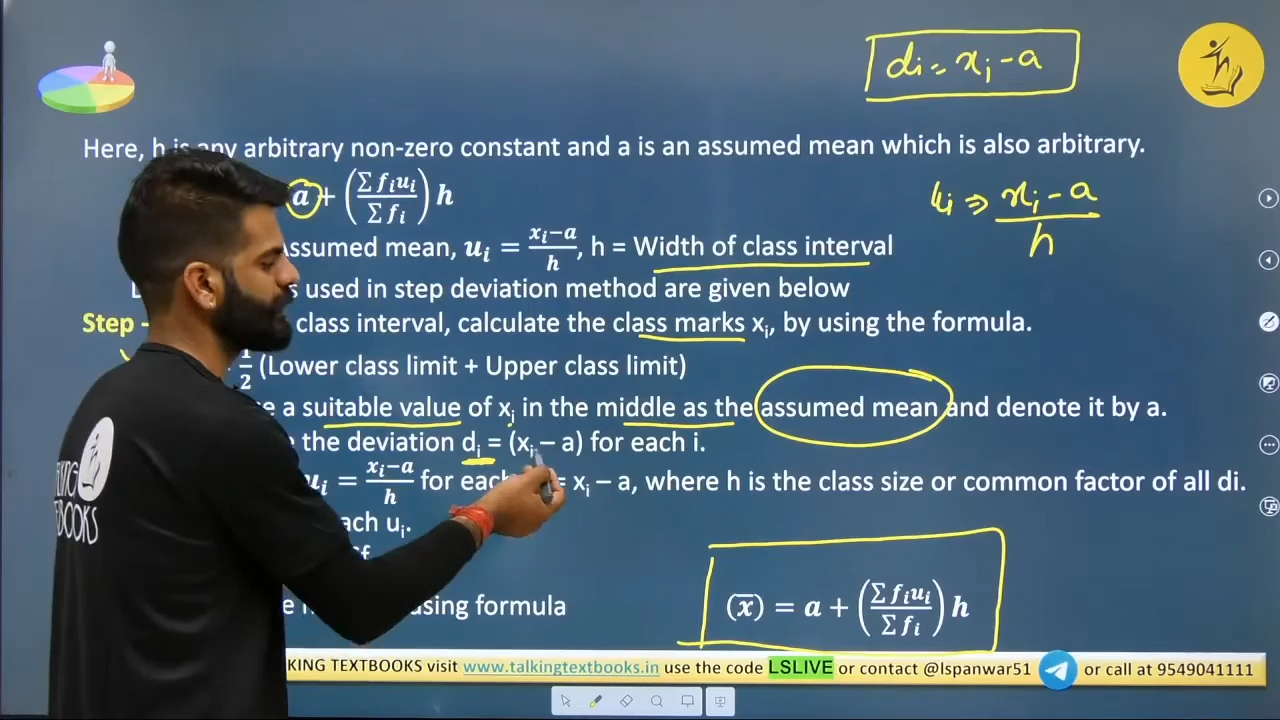 di = xi - a
Here, h is any arbitrary non-zero constant and a is an assumed mean which is also arbitrary.
a + (∑ fᵢuᵢ / ∑ fᵢ) h
Assumed mean, uᵢ = (xᵢ−a)/h, h = Width of class interval
ui ⇒ (xi - a)/h
s used in step deviation method are given below
Step - class interval, calculate the class marks xᵢ, by using the formula.
1/2 (Lower class limit + Upper class limit)
a suitable value of xᵢ in the middle as the assumed mean and denote it by a.
the deviation dᵢ = (xᵢ – a) for each i.
uᵢ = (xᵢ−a)/h for each = xᵢ – a, where h is the class size or common factor of all di.
uᵢ.
using formula
(x̅) = a + (∑ fᵢuᵢ / ∑ fᵢ) h
KING TEXTBOOKS visit www.talkingtextbooks.in use the code LSLIVE or contact @lspanwar51 or call at 9549041111